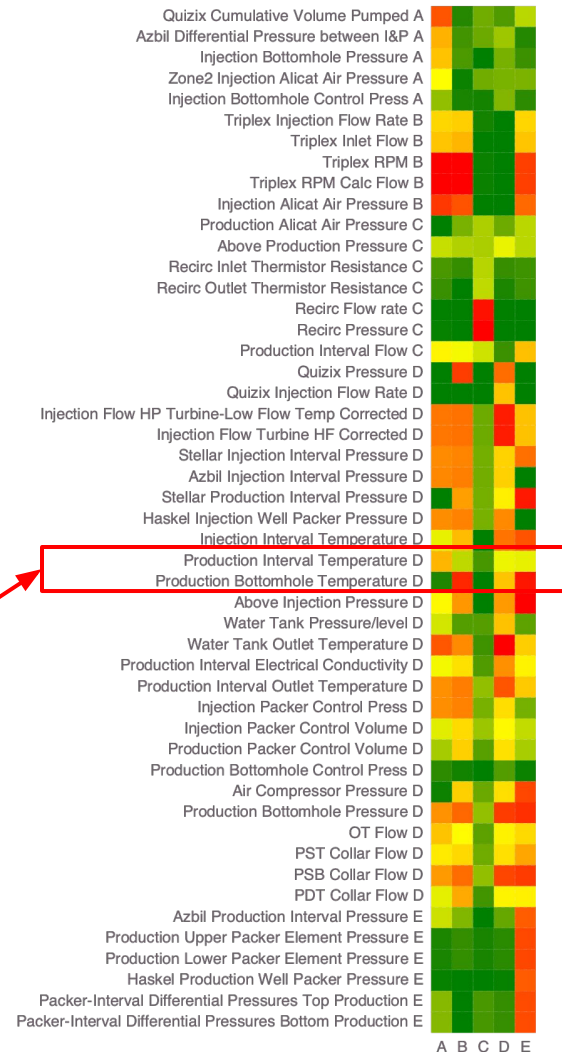 Quizix Cumulative Volume Pumped A
Azbil Differential Pressure between I&P A
Injection Bottomhole Pressure A
Zone2 Injection Alicat Air Pressure A
Injection Bottomhole Control Press A
Triplex Injection Flow Rate B
Triplex Inlet Flow B
Triplex RPM B
Triplex RPM Calc Flow B
Injection Alicat Air Pressure B
Production Alicat Air Pressure C
Above Production Pressure C
Recirc Inlet Thermistor Resistance C
Recirc Outlet Thermistor Resistance C
Recirc Flow rate C
Recirc Pressure C
Production Interval Flow C
Quizix Pressure D
Quizix Injection Flow Rate D
Injection Flow HP Turbine-Low Flow Temp Corrected D
Injection Flow Turbine HF Corrected D
Stellar Injection Interval Pressure D
Azbil Injection Interval Pressure D
Stellar Production Interval Pressure D
Haskel Injection Well Packer Pressure D
Injection Interval Temperature D
Production Interval Temperature D
Production Bottomhole Temperature D
Above Injection Pressure D
Water Tank Pressure/level D
Water Tank Outlet Temperature D
Production Interval Electrical Conductivity D
Production Interval Outlet Temperature D
Injection Packer Control Press D
Injection Packer Control Volume D
Production Packer Control Volume D
Production Bottomhole Control Press D
Air Compressor Pressure D
Production Bottomhole Pressure D
OT Flow D
PST Collar Flow D
PSB Collar Flow D
PDT Collar Flow D
Azbil Production Interval Pressure E
Production Upper Packer Element Pressure E
Production Lower Packer Element Pressure E
Haskel Production Well Packer Pressure E
Packer-Interval Differential Pressures Top Production E
Packer-Interval Differential Pressures Bottom Production E
A B C D E